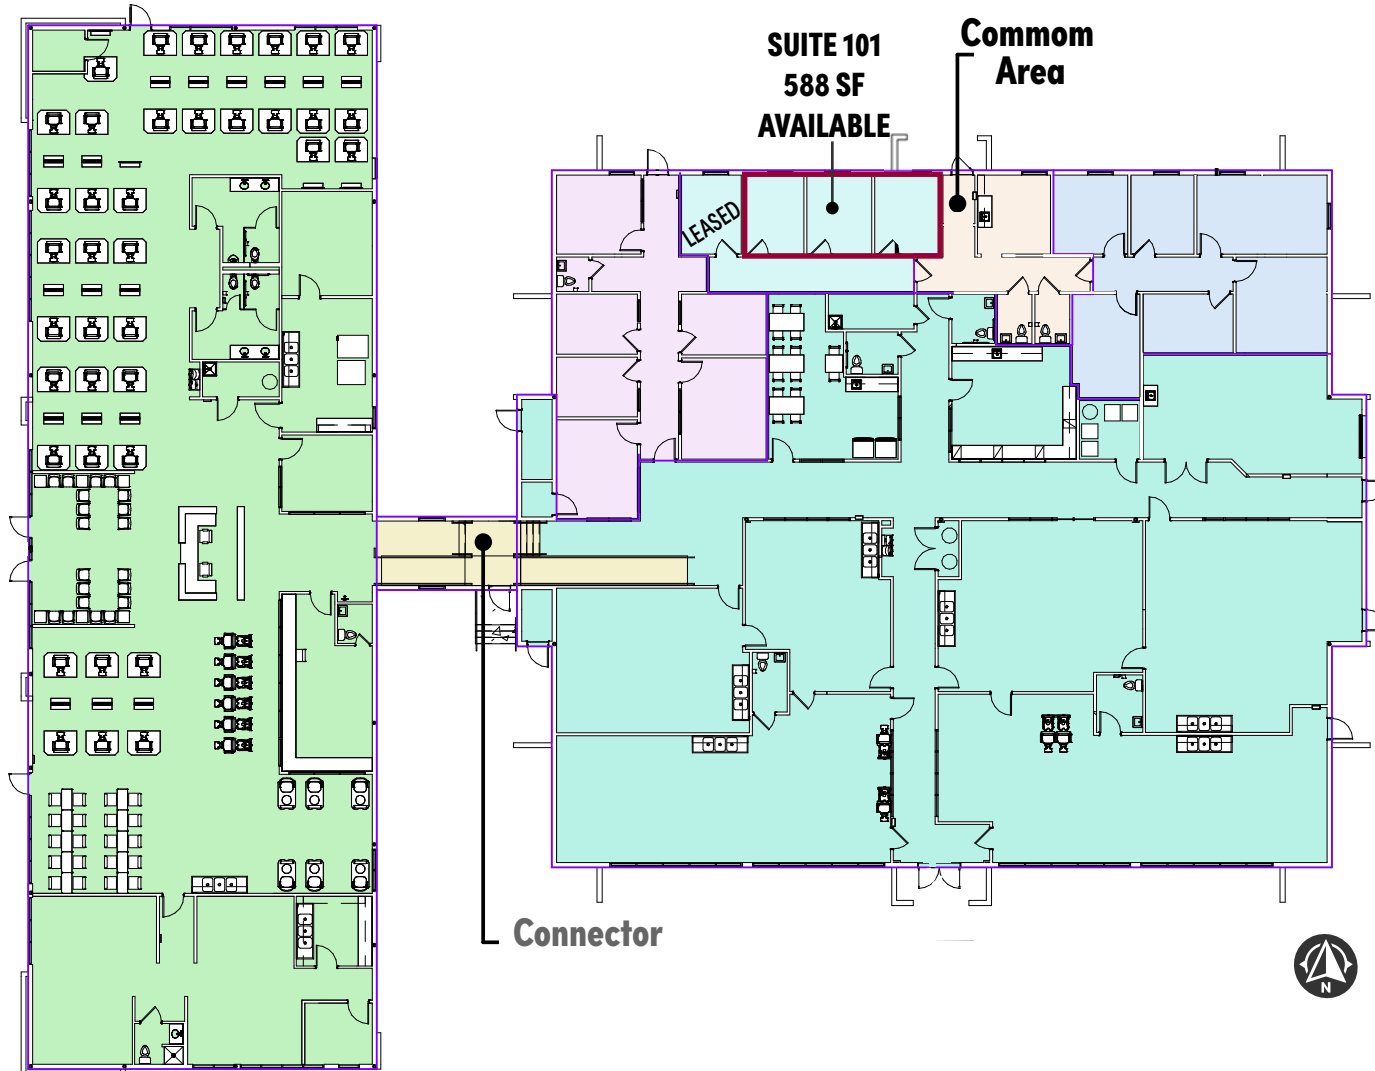 SUITE 101
588 SF
AVAILABLE
Commom
Area
LEASED
Connector
N